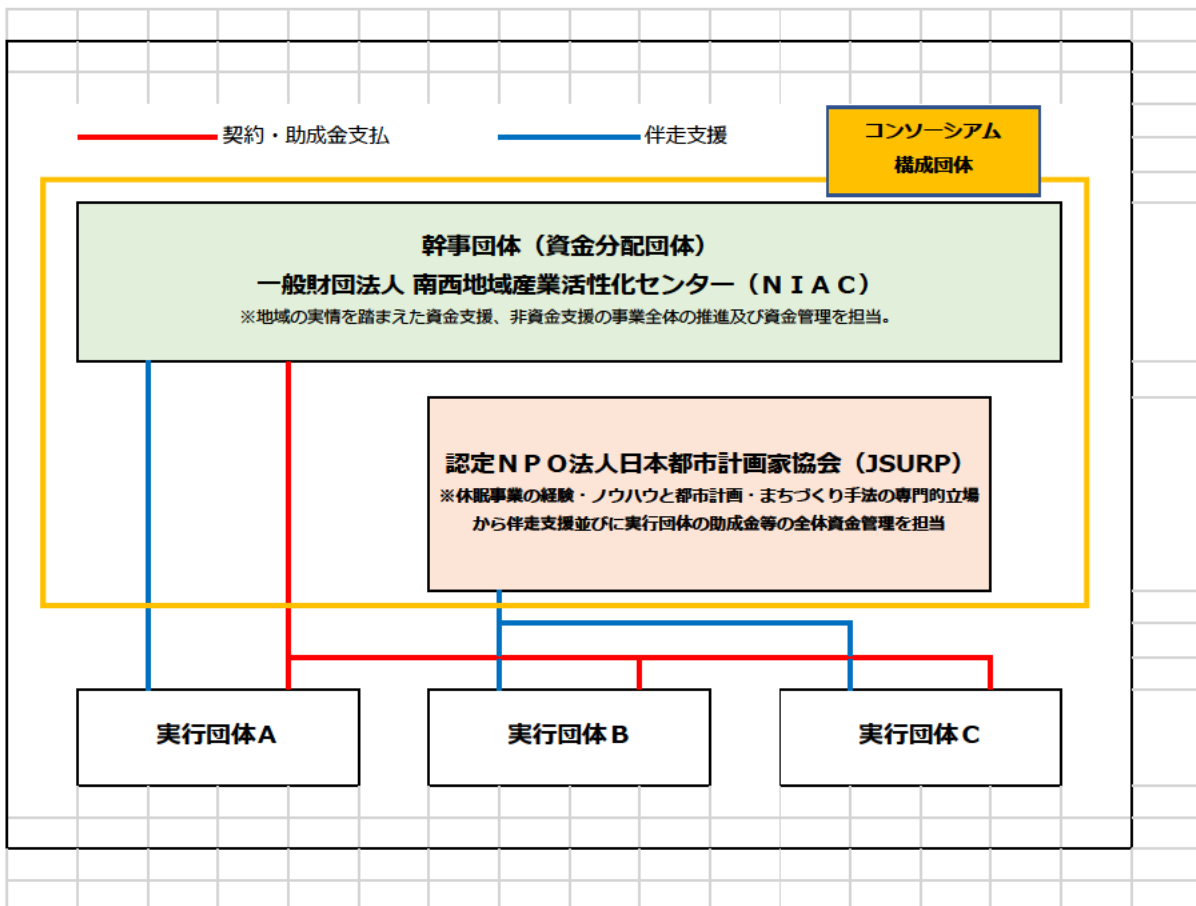 契約・助成金支払
伴走支援
コンソーシアム
構成団体
幹事団体（資金分配団体）
一般財団法人 南西地域産業活性化センター（ＮＩＡＣ）
※地域の実情を踏まえた資金支援、非資金支援の事業全体の推進及び資金管理を担当。
認定ＮＰＯ法人日本都市計画家協会（JSURP）
※休眠事業の経験・ノウハウと都市計画・まちづくり手法の専門的立場
から伴走支援並びに実行団体の助成金等の全体資金管理を担当
実行団体Ａ
実行団体Ｂ
実行団体Ｃ